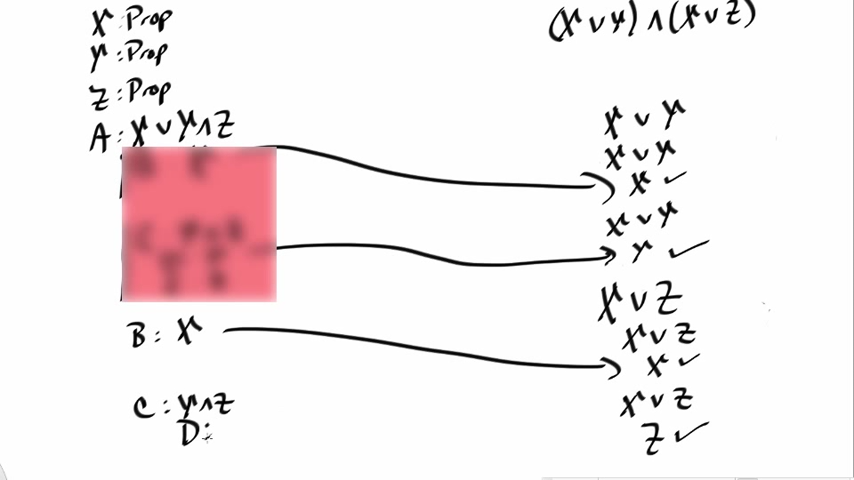 X : Prop
Y : Prop
Z : Prop
A : X ∨ Y ∧ Z
B : X
C : Y ∧ Z
D :
(X ∨ Y) ∧ (X ∨ Z)
X ∨ Y
X ∨ Y
X ✓
X ∨ Y
Y ✓
X ∨ Z
X ∨ Z
X ✓
X ∨ Z
Z ✓